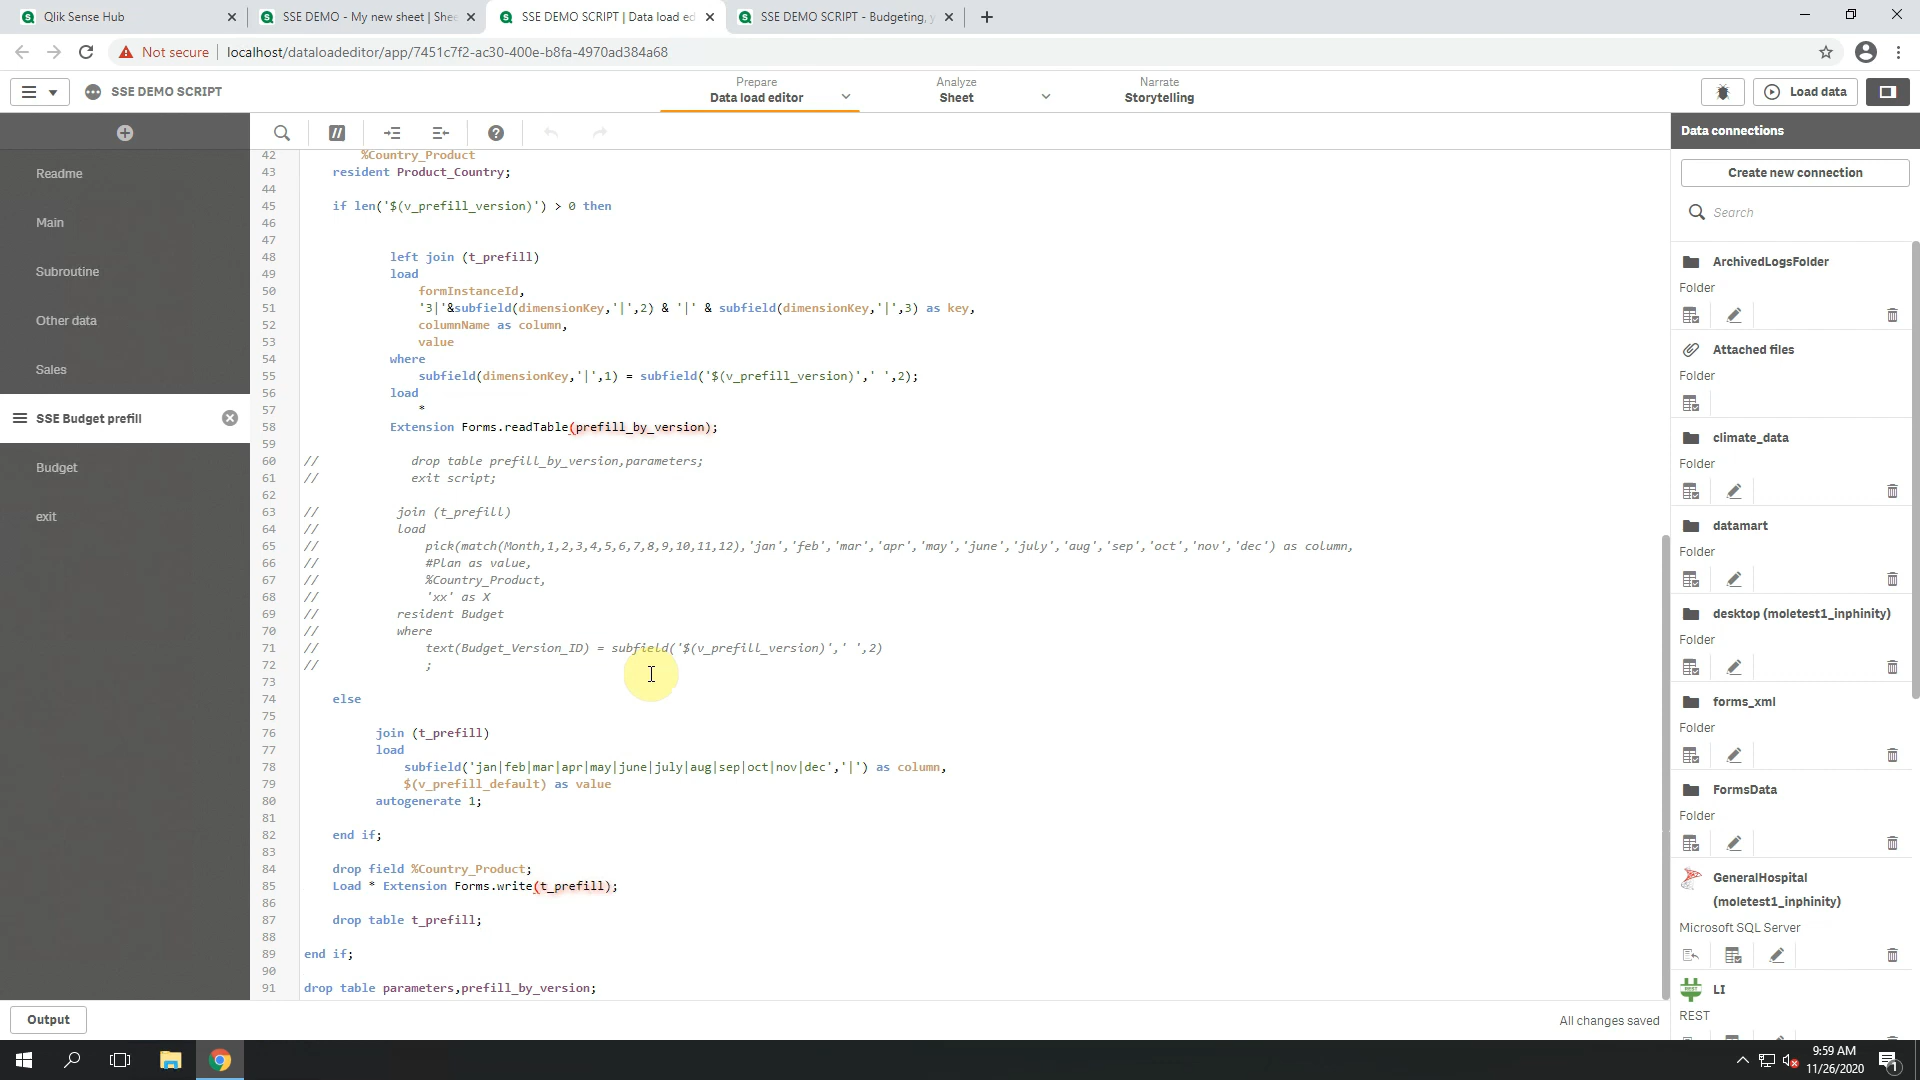 Qlik Sense Hub
SSE DEMO - My new sheet | Shee
SSE DEMO SCRIPT | Data load ed
SSE DEMO SCRIPT - Budgeting, y
Not secure
localhost/dataloadeditor/app/7451c7f2-ac30-400e-b8fa-4970ad384a68
SSE DEMO SCRIPT
Prepare
Data load editor
Analyze
Sheet
Narrate
Storytelling
Load data
Readme
Main
Subroutine
Other data
Sales
SSE Budget prefill
Budget
exit
42 %Country_Product
43 resident Product_Country;
44
45 if len('$(v_prefill_version)') > 0 then
46
47
48 left join (t_prefill)
49 load
50 formInstanceId,
51 '3|'&subfield(dimensionKey,'|',2) & '|' & subfield(dimensionKey,'|',3) as key,
52 columnName as column,
53 value
54 where
55 subfield(dimensionKey,'|',1) = subfield('$(v_prefill_version)',' ',2);
56 load
57 *
58 Extension Forms.readTable(prefill_by_version);
59
60 // drop table prefill_by_version,parameters;
61 // exit script;
62
63 // join (t_prefill)
64 // load
65 // pick(match(Month,1,2,3,4,5,6,7,8,9,10,11,12),'jan','feb','mar','apr','may','june','july','aug','sep','oct','nov','dec') as column,
66 // #Plan as value,
67 // %Country_Product,
68 // 'xx' as X
69 // resident Budget
70 // where
71 // text(Budget_Version_ID) = subfield('$(v_prefill_version)',' ',2)
72 // ;
73
74 else
75
76 join (t_prefill)
77 load
78 subfield('jan|feb|mar|apr|may|june|july|aug|sep|oct|nov|dec','|') as column,
79 $(v_prefill_default) as value
80 autogenerate 1;
81
82 end if;
83
84 drop field %Country_Product;
85 Load * Extension Forms.write(t_prefill);
86
87 drop table t_prefill;
88
89 end if;
90
91 drop table parameters,prefill_by_version;
Data connections
Create new connection
Search
ArchivedLogsFolder
Folder
Attached files
Folder
climate_data
Folder
datamart
Folder
desktop (moletest1_inphinity)
Folder
forms_xml
Folder
FormsData
Folder
GeneralHospital
(moletest1_inphinity)
Microsoft SQL Server
LI
REST
Output
All changes saved
9:59 AM
11/26/2020
1